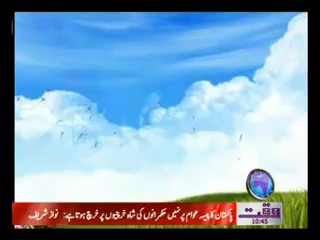 پاکستان کا پیسہ عوام پر نہیں حکمرانوں کی شاہ خرچیوں پر خرچ ہوتا ہے: نواز شریف
وقت
10:45